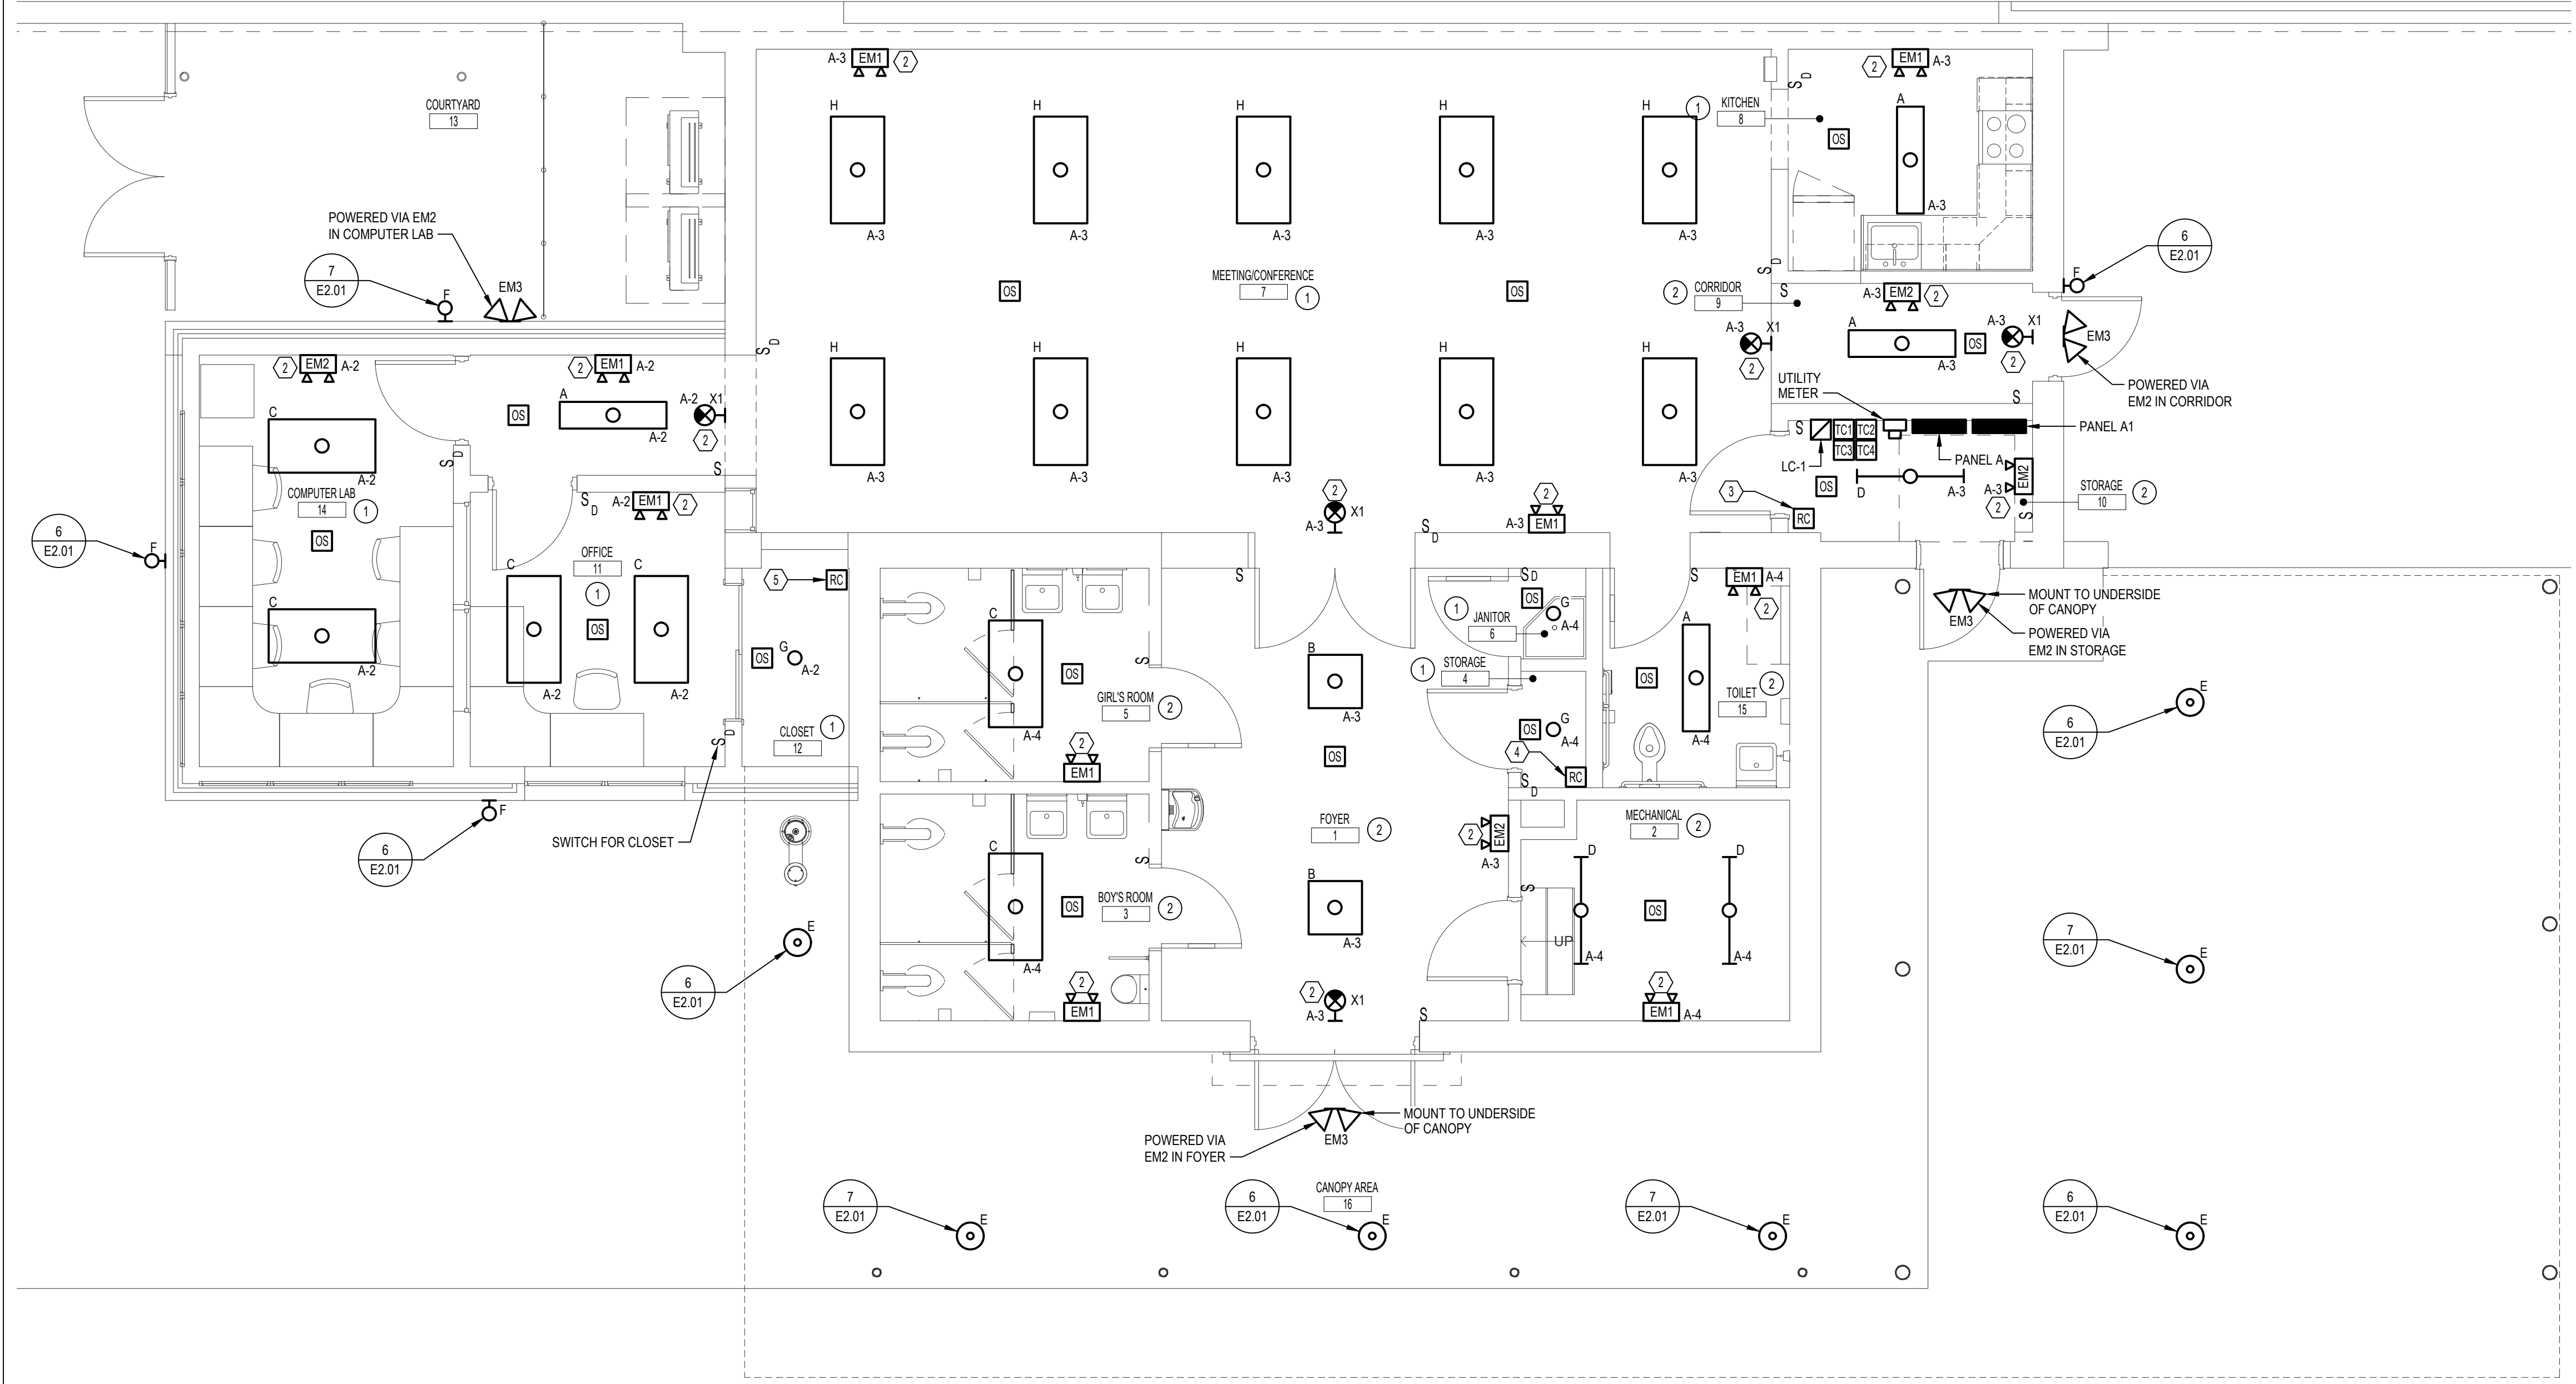 A-3
EM1
2
2
EM1
A-3
S
D
COURTYARD
13
H
H
H
H
H
1
KITCHEN
8
A
OS
A-3
A-3
A-3
A-3
A-3
A-3
POWERED VIA EM2
IN COMPUTER LAB
7
E2.01
F
EM3
OS
MEETING/CONFERENCE
7
1
OS
S
D
S
2
CORRIDOR
9
A-3
EM2
2
F
6
E2.01
A-3
X1
2
A
A-3
OS
A-3
X1
2
EM3
POWERED VIA
EM2 IN CORRIDOR
S
D
H
H
H
H
H
A-3
A-3
A-3
A-3
A-3
2
EM2
A-2
2
EM1
A-2
C
A-2
OS
A
A-2
A-2
X1
2
S
S
D
COMPUTER LAB
14
1
OS
C
A-2
UTILITY
METER
S
S
TC1
TC2
TC3
TC4
LC-1
PANEL A1
PANEL A
OS
D
A-3
EM2
A-3
2
S
STORAGE
10
2
3
RC
6
E2.01
F
S
D
A-2
EM1
2
OFFICE
11
1
C
C
OS
A-2
A-2
2
X1
A-3
2
A-3
EM1
S
D
5
RC
OS
G
A-2
CLOSET
12
1
S
D
SWITCH FOR CLOSET
6
E2.01
F
S
C
A-4
OS
S
GIRL'S ROOM
5
2
2
EM1
S
D
OS
G
A-4
1
JANITOR
6
1
STORAGE
4
OS
G
A-4
4
RC
S
D
S
EM1
A-4
2
A
OS
A-4
TOILET
15
2
EM3
MOUNT TO UNDERSIDE
OF CANOPY
POWERED VIA
EM2 IN STORAGE
B
A-3
OS
FOYER
1
2
B
A-3
2
EM2
A-3
MECHANICAL
2
2
D
D
S
OS
UP
A-4
A-4
2
EM1
A-4
C
A-4
OS
S
BOY'S ROOM
3
2
2
EM1
2
X1
A-3
S
6
E2.01
E
6
E2.01
E
7
E2.01
E
MOUNT TO UNDERSIDE
OF CANOPY
EM3
POWERED VIA
EM2 IN FOYER
CANOPY AREA
16
7
E2.01
E
6
E2.01
E
7
E2.01
E
6
E2.01
E